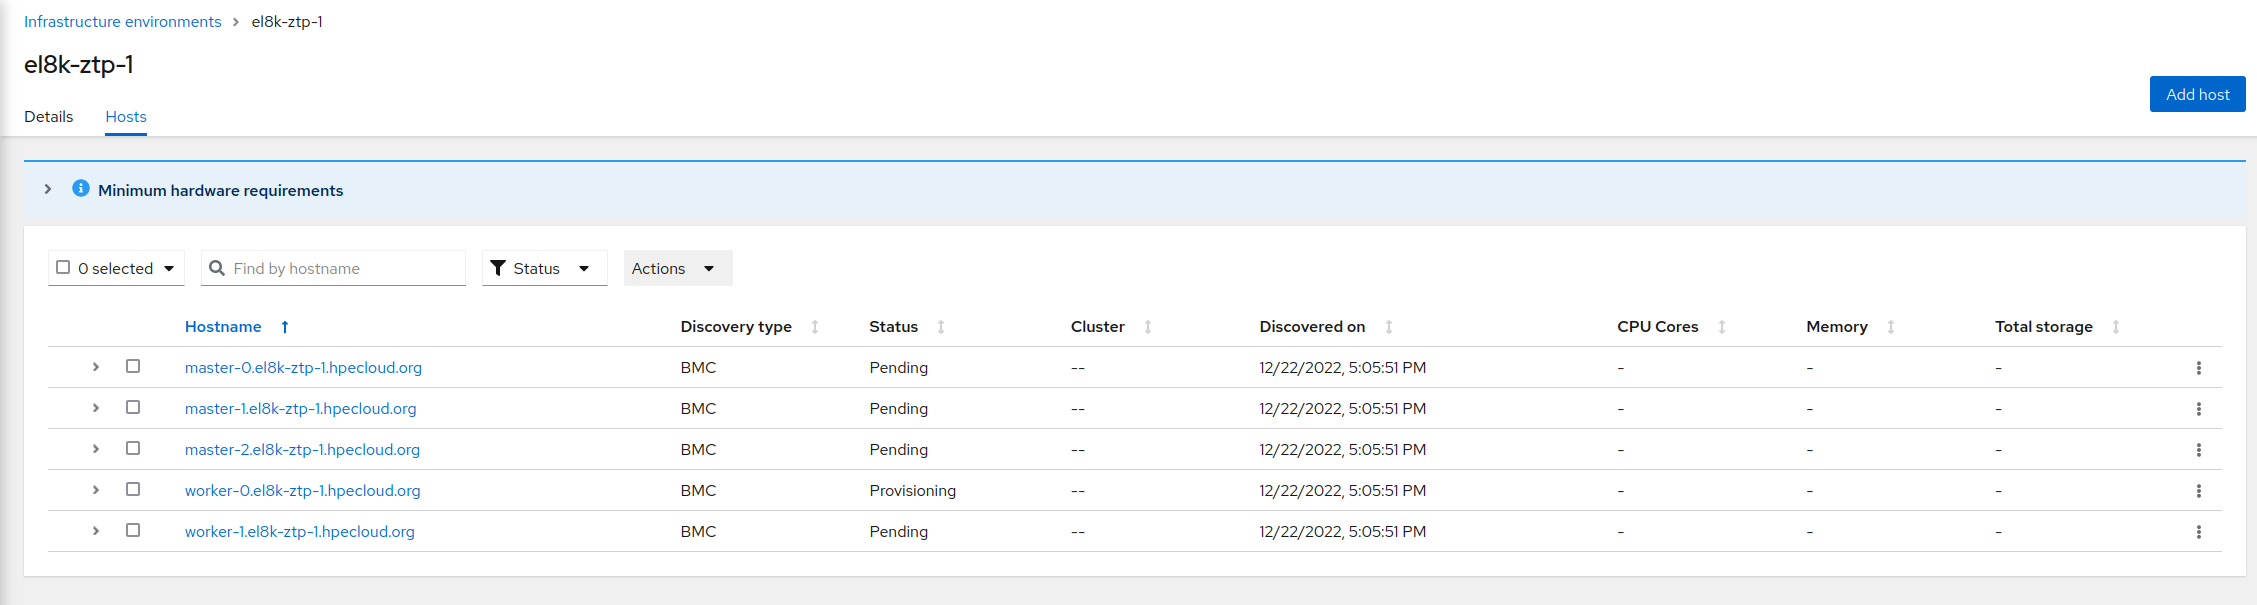 Infrastructure environments > el8k-ztp-1
el8k-ztp-1
Add host
Details Hosts
Minimum hardware requirements
0 selected Find by hostname Status Actions
Hostname Discovery type Status Cluster Discovered on CPU Cores Memory Total storage
master-0.el8k-ztp-1.hpecloud.org BMC Pending -- 12/22/2022, 5:05:51 PM - - -
master-1.el8k-ztp-1.hpecloud.org BMC Pending -- 12/22/2022, 5:05:51 PM - - -
master-2.el8k-ztp-1.hpecloud.org BMC Pending -- 12/22/2022, 5:05:51 PM - - -
worker-0.el8k-ztp-1.hpecloud.org BMC Provisioning -- 12/22/2022, 5:05:51 PM - - -
worker-1.el8k-ztp-1.hpecloud.org BMC Pending -- 12/22/2022, 5:05:51 PM - - -